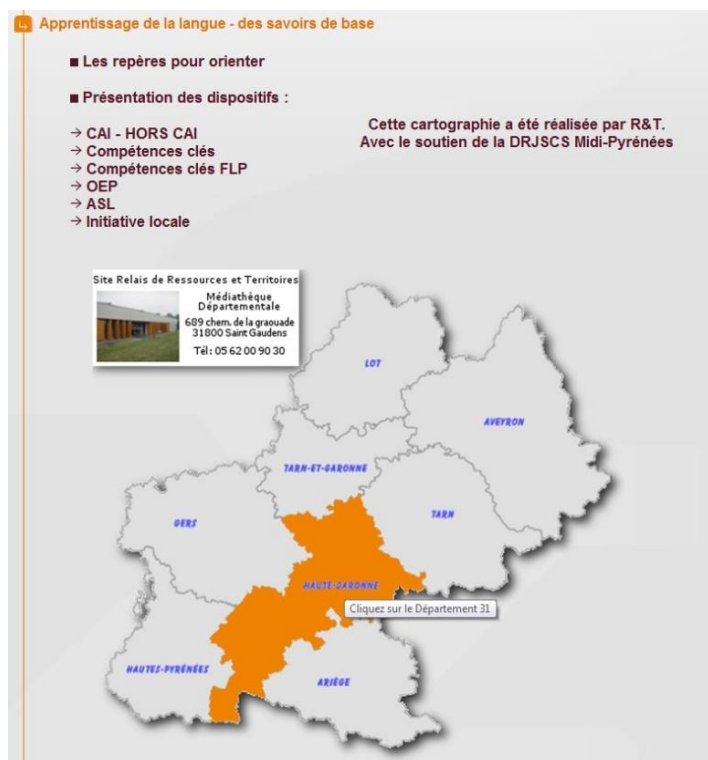 Apprentissage de la langue - des savoirs de base
Les repères pour orienter
Présentation des dispositifs :
→ CAI - HORS CAI
→ Compétences clés
→ Compétences clés FLP
→ OEP
→ ASL
→ Initiative locale
Cette cartographie a été réalisée par R&T.
Avec le soutien de la DRJSCS Midi-Pyrénées
Site Relais de Ressources et Territoires
Médiathèque
Départementale
689 chem. de la graouade
31800 Saint Gaudens
Tél : 05 62 00 90 30
LOT
AVEYRON
TARN-ET-GARONNE
GERS
TARN
HAUTE-GARONNE
Cliquez sur le Département 31
HAUTES-PYRÉNÉES
ARIÈGE